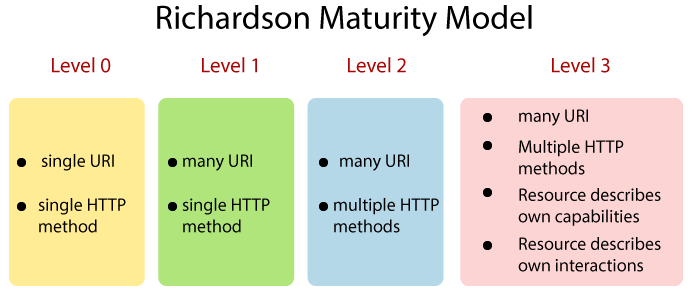 Richardson Maturity Model
Level 0
Level 1
Level 2
Level 3
● single URI
● single HTTP
method
● many URI
● single HTTP
method
● many URI
● multiple HTTP
methods
● many URI
● Multiple HTTP
methods
● Resource describes
own capabilities
● Resource describes
own interactions